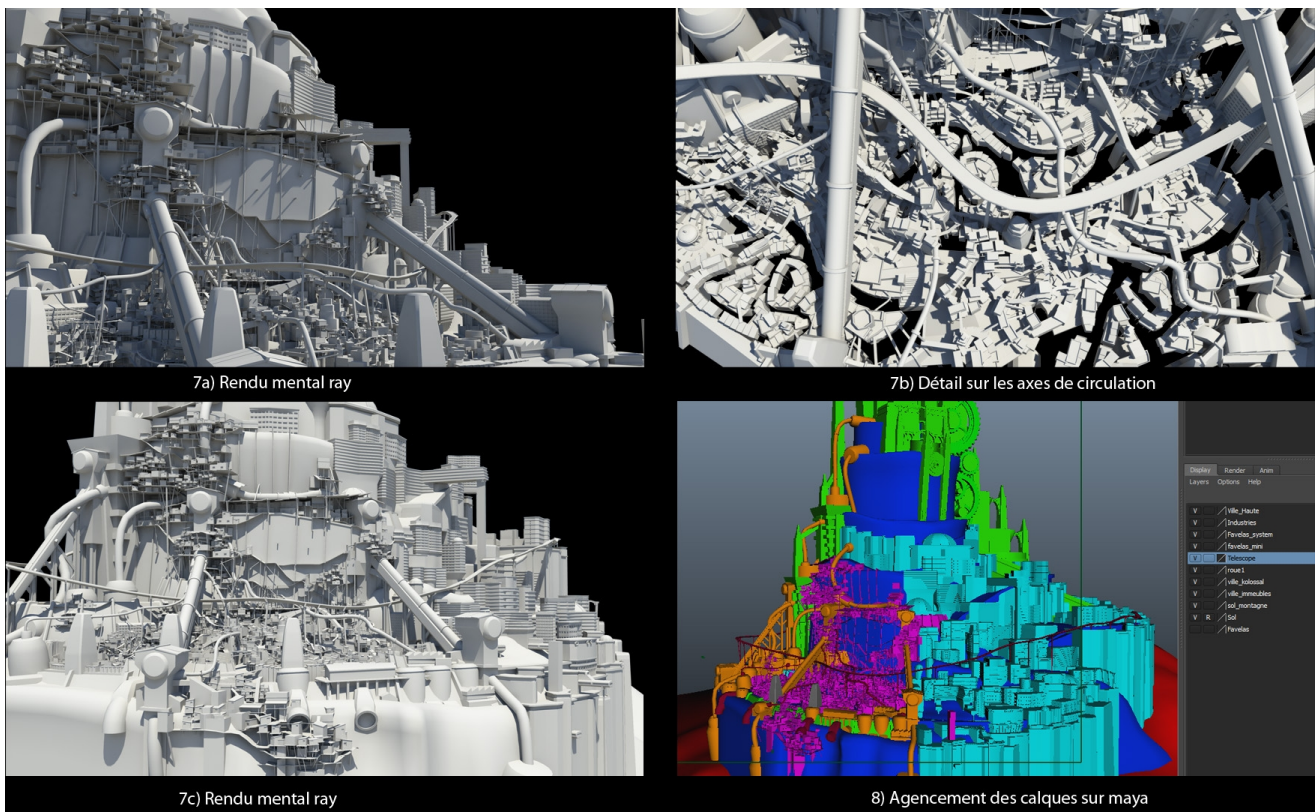 7a) Rendu mental ray
7b) Détail sur les axes de circulation
7c) Rendu mental ray
Display Render Anim
Layers Options Help
V Ville_Haute
V Industries
V Favelas_system
V favelas_mini
V Telescope
V roue1
V ville_kolossal
V ville_immeubles
V sol_montagne
V R Sol
Favelas
8) Agencement des calques sur maya